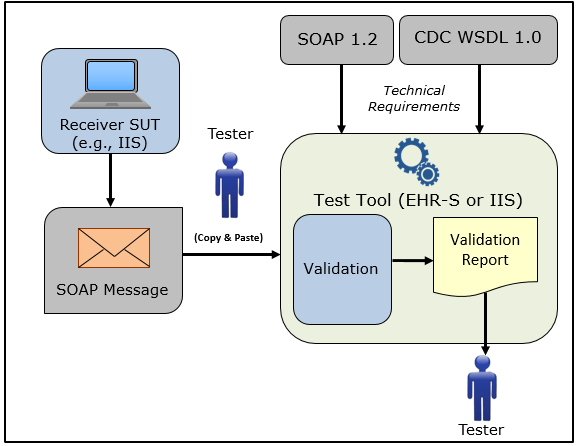 SOAP 1.2
CDC WSDL 1.0
Technical
Requirements
Receiver SUT
(e.g., IIS)
Tester
(Copy & Paste)
SOAP Message
Test Tool (EHR-S or IIS)
Validation
Validation
Report
Tester